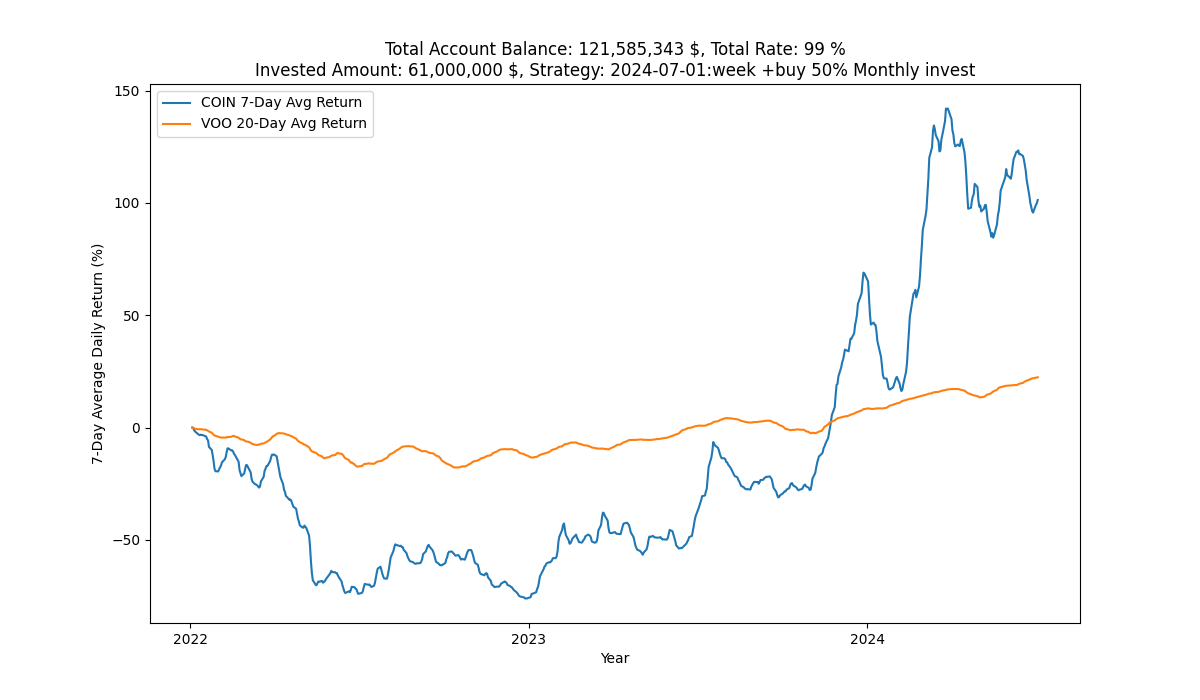 Total Account Balance: 121,585,343 $, Total Rate: 99 %
Invested Amount: 61,000,000 $, Strategy: 2024-07-01:week +buy 50% Monthly invest
COIN 7-Day Avg Return
VOO 20-Day Avg Return
7-Day Average Daily Return (%)
150
100
50
0
−50
2022
2023
2024
Year